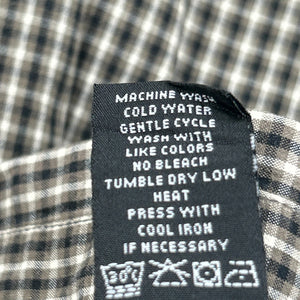 MACHINE WASH
COLD WATER
GENTLE CYCLE
WASH WITH
LIKE COLORS
NO BLEACH
TUMBLE DRY LOW
HEAT
PRESS WITH
COOL IRON
IF NECESSARY
30°C